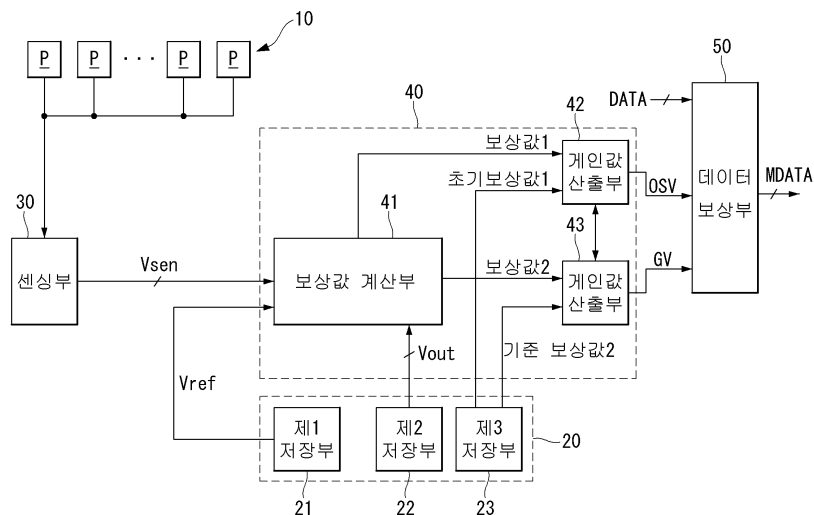 10
P P ··· P P
50
40
DATA
42
보상값1
게인값
산출부
초기보상값1
OSV
데이터
보상부
MDATA
30
41
43
센싱부
Vsen
보상값 계산부
보상값2
게인값
산출부
GV
Vout
기준 보상값2
Vref
제1
저장부
제2
저장부
제3
저장부
20
21
22
23